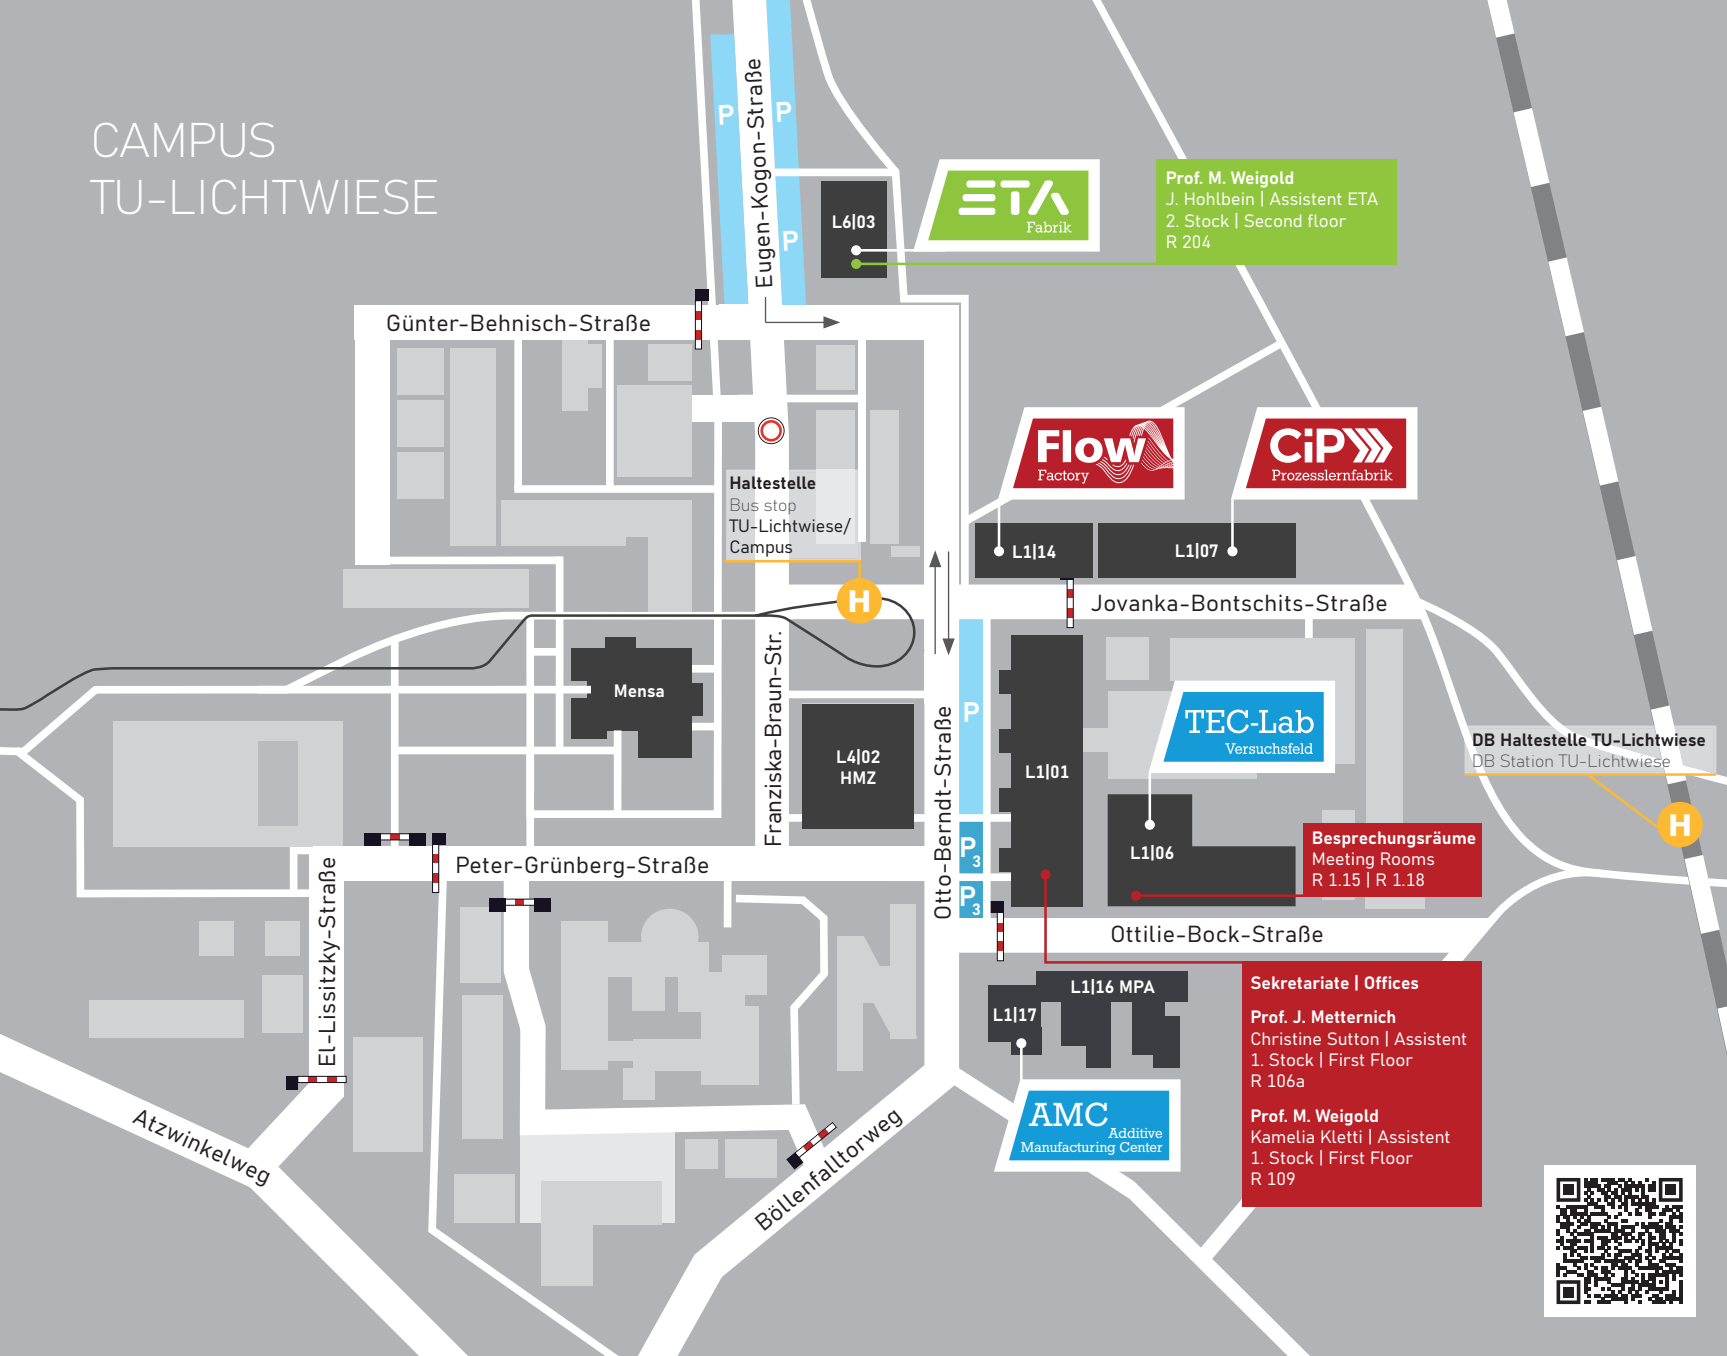 CAMPUS
TU-LICHTWIESE
P
P
P
Eugen-Kogon-Straße
L6|03
ETA
Fabrik
Prof. M. Weigold
J. Hohlbein | Assistent ETA
2. Stock | Second floor
R 204
Günter-Behnisch-Straße
Flow
Factory
CiP
Prozesslernfabrik
Haltestelle
Bus stop
TU-Lichtwiese/
Campus
H
L1|14
L1|07
Jovanka-Bontschits-Straße
Mensa
Franziska-Braun-Str.
L4|02
HMZ
Otto-Berndt-Straße
P
L1|01
TEC-Lab
Versuchsfeld
DB Haltestelle TU-Lichtwiese
DB Station TU-Lichtwiese
H
L1|06
Besprechungsräume
Meeting Rooms
R 1.15 | R 1.18
P3
P3
Peter-Grünberg-Straße
El-Lissitzky-Straße
Ottilie-Bock-Straße
L1|16 MPA
L1|17
AMC
Additive
Manufacturing Center
Sekretariate | Offices
Prof. J. Metternich
Christine Sutton | Assistent
1. Stock | First Floor
R 106a
Prof. M. Weigold
Kamelia Kletti | Assistent
1. Stock | First Floor
R 109
Atzwinkelweg
Böllenfalltorweg